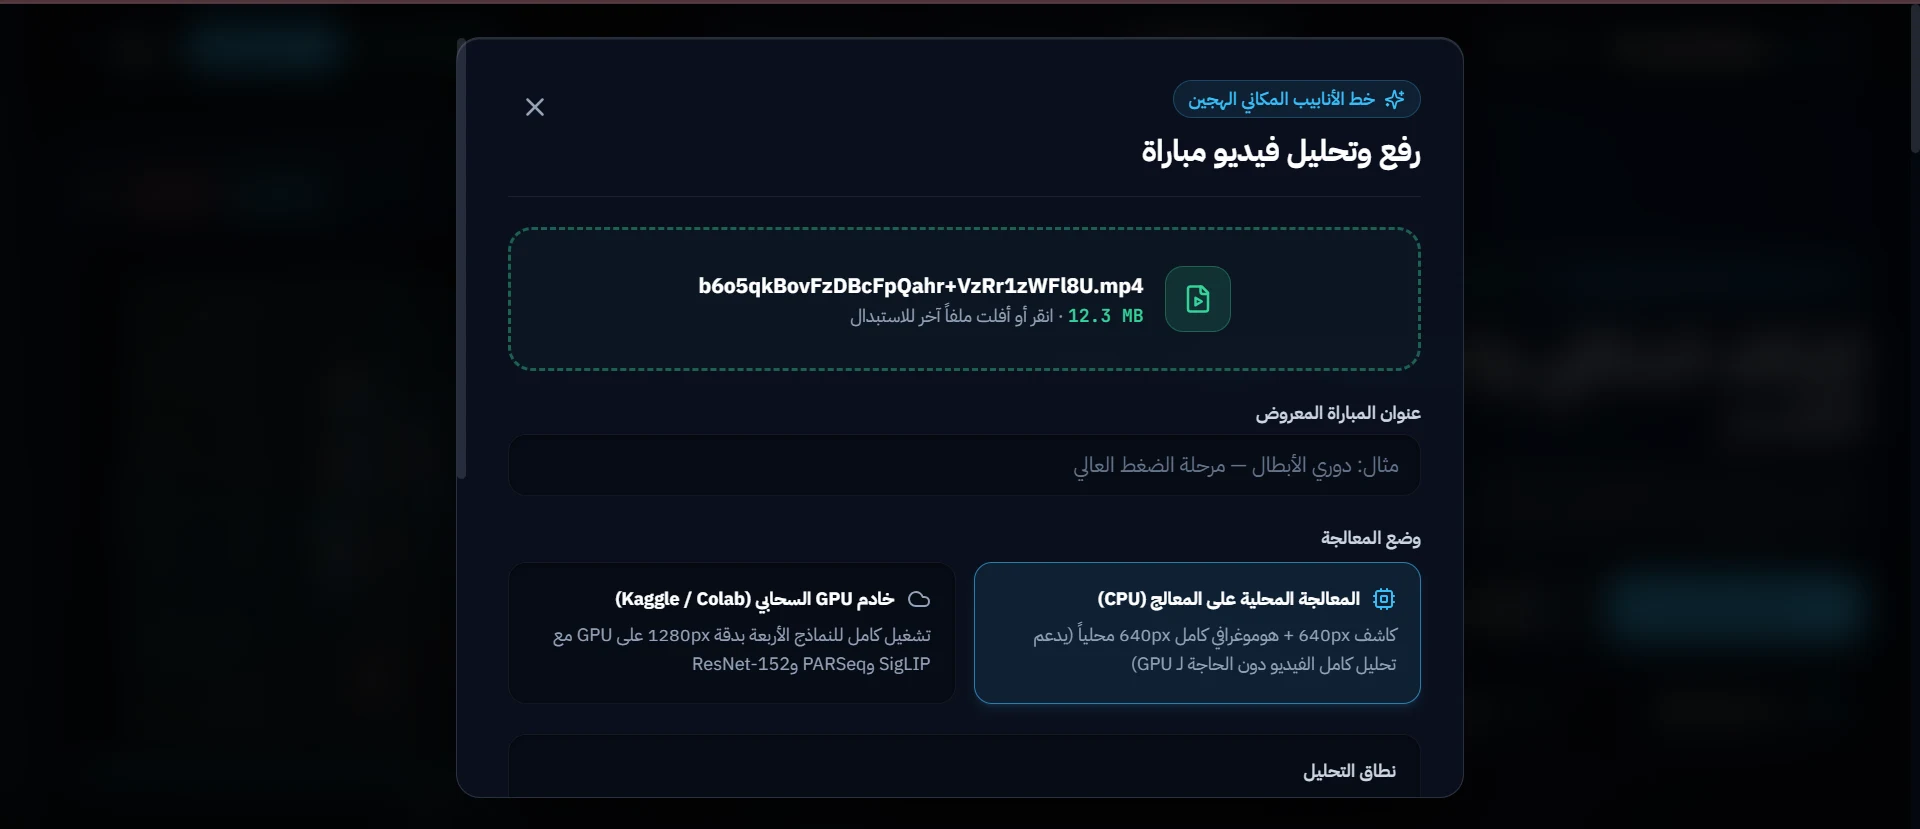 خط الأنابيب المكاني الهجين
رفع وتحليل فيديو مباراة
b6o5qkBovFzDBcFpQahr+VzRr1zWFl8U.mp4
12.3 MB · انقر أو أفلت ملفاً آخر للاستبدال
عنوان المباراة المعروض
مثال: دوري الأبطال — مرحلة الضغط العالي
وضع المعالجة
المعالجة المحلية على المعالج (CPU)
كاشف 640px + هوموغرافي كامل 640px محلياً (يدعم
تحليل كامل الفيديو دون الحاجة لـ GPU)
خادم GPU السحابي (Kaggle / Colab)
تشغيل كامل للنماذج الأربعة بدقة 1280px على GPU مع
SigLIP وPARSeq وResNet-152
نطاق التحليل